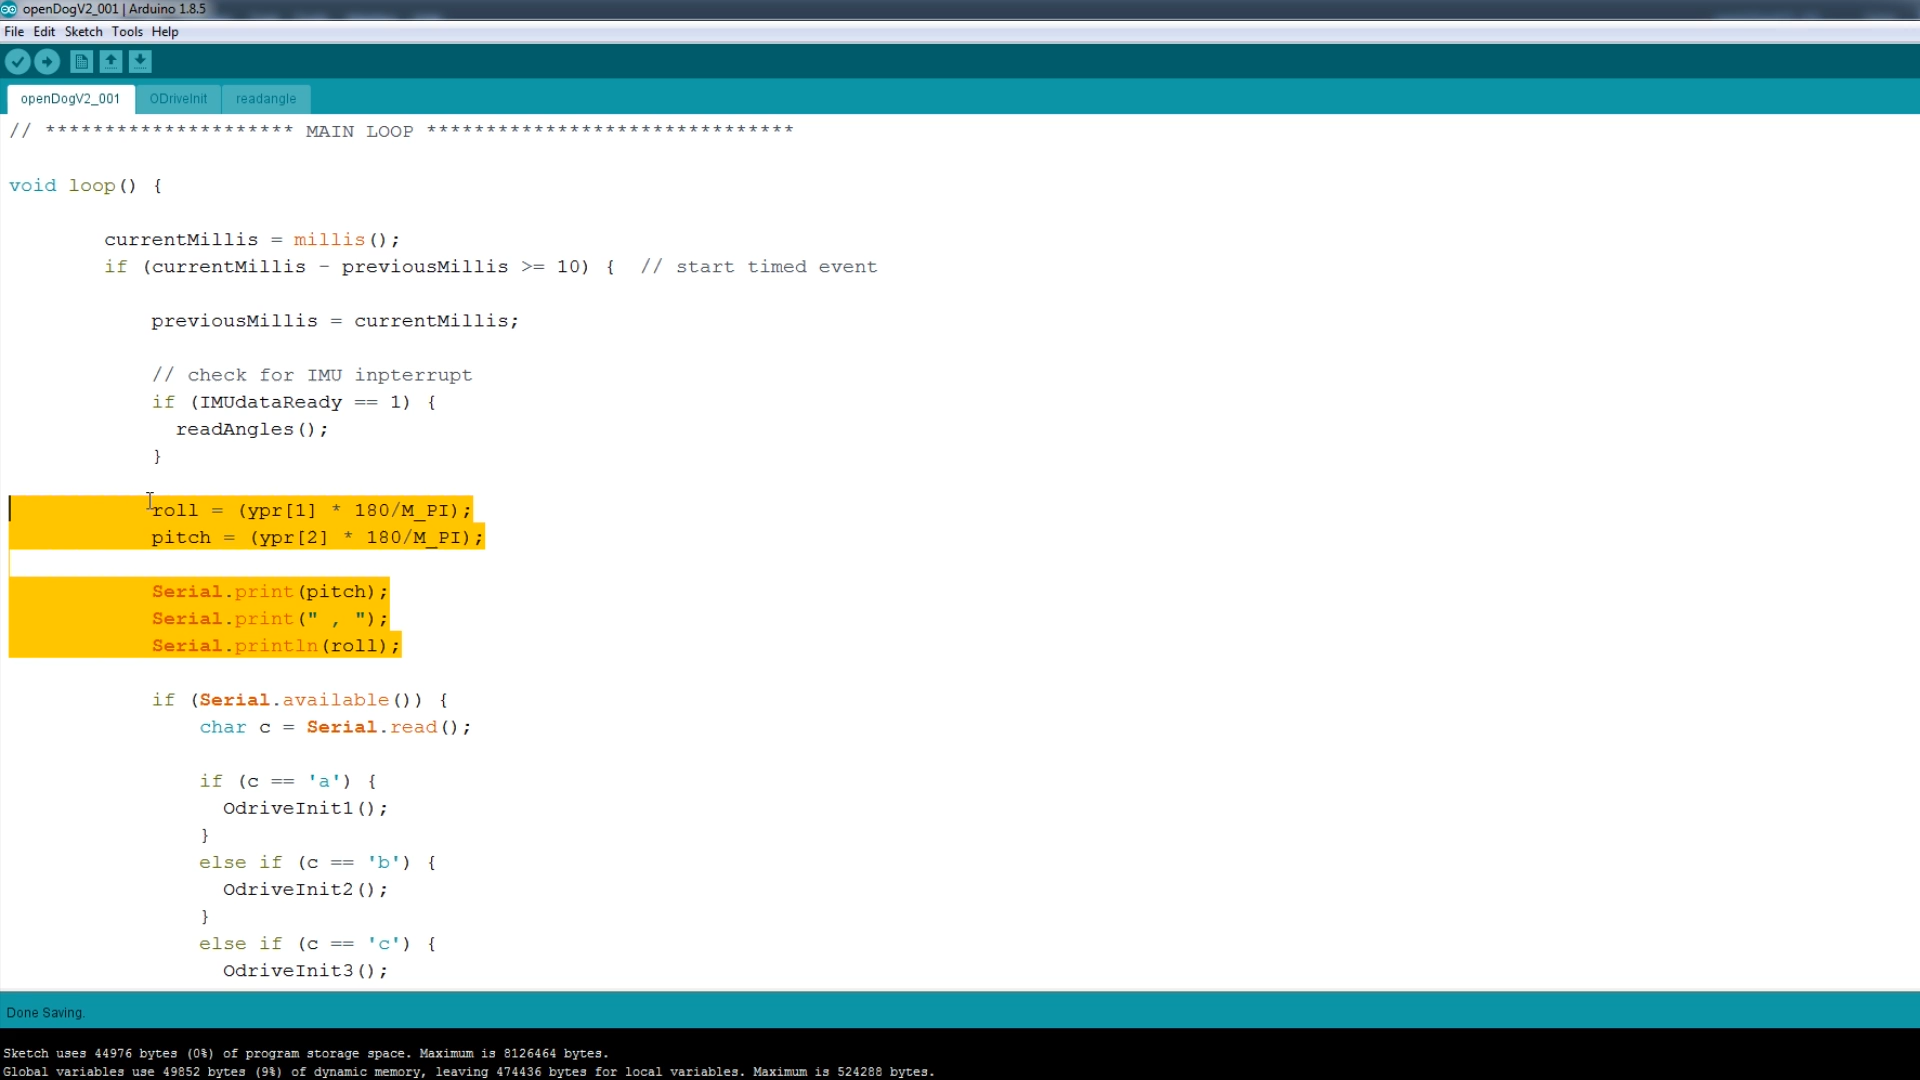 openDogV2_001 | Arduino 1.8.5
File Edit Sketch Tools Help
openDogV2_001 ODriveInit readangle
// ********************* MAIN LOOP *******************************
void loop() {
currentMillis = millis();
if (currentMillis - previousMillis >= 10) { // start timed event
previousMillis = currentMillis;
// check for IMU inpterrupt
if (IMUdataReady == 1) {
readAngles();
}
roll = (ypr[1] * 180/M_PI);
pitch = (ypr[2] * 180/M_PI);
Serial.print(pitch);
Serial.print(" , ");
Serial.println(roll);
if (Serial.available()) {
char c = Serial.read();
if (c == 'a') {
OdriveInit1();
}
else if (c == 'b') {
OdriveInit2();
}
else if (c == 'c') {
OdriveInit3();
Done Saving.
Sketch uses 44976 bytes (0%) of program storage space. Maximum is 8126464 bytes.
Global variables use 49852 bytes (9%) of dynamic memory, leaving 474436 bytes for local variables. Maximum is 524288 bytes.